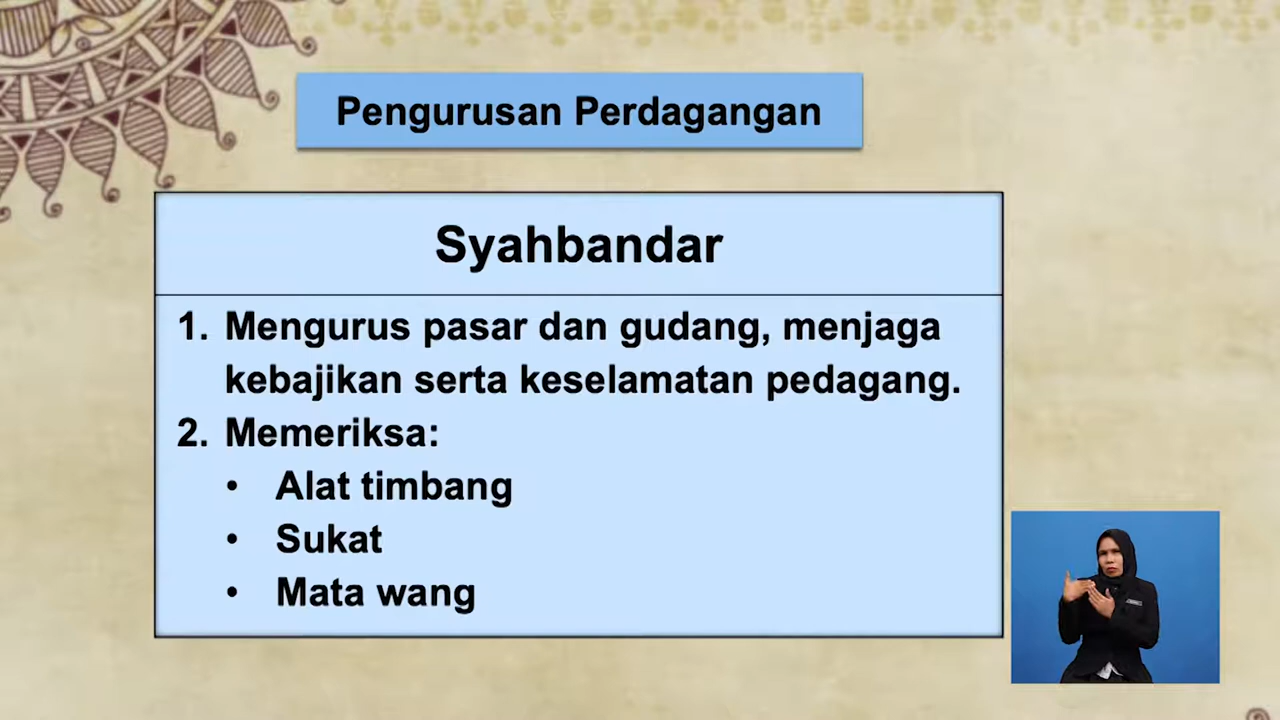 Pengurusan Perdagangan
Syahbandar
1. Mengurus pasar dan gudang, menjaga
kebajikan serta keselamatan pedagang.
2. Memeriksa:
• Alat timbang
• Sukat
• Mata wang